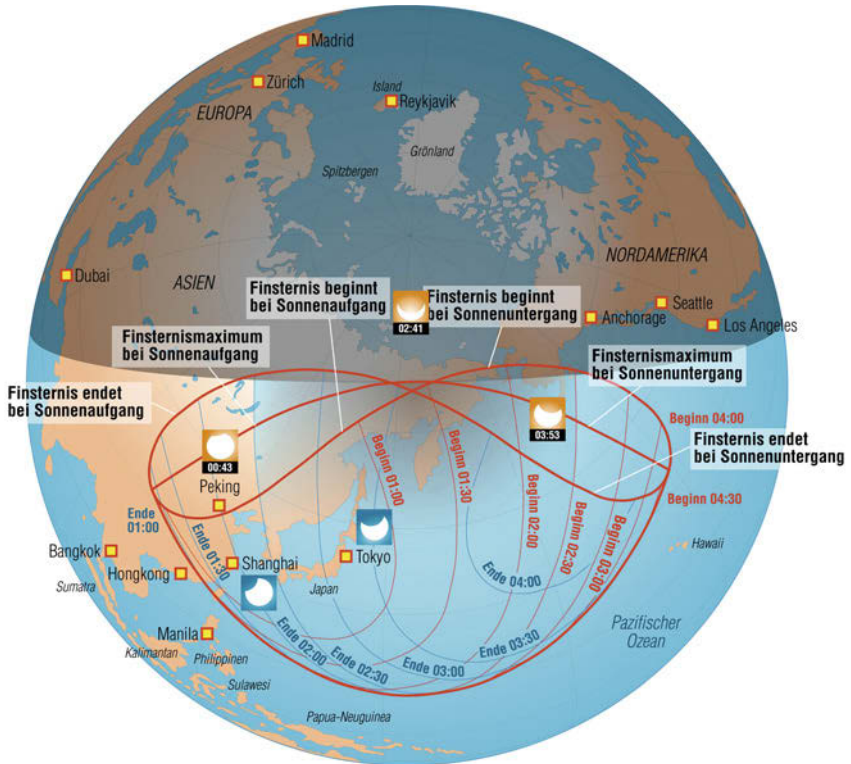 Madrid
Zürich
EUROPA
Island
Reykjavik
Grönland
Spitzbergen
NORDAMERIKA
Dubai
ASIEN
Finsternis beginnt
bei Sonnenaufgang
Finsternis beginnt
bei Sonnenuntergang
02:41
Seattle
Anchorage
Los Angeles
Finsternismaximum
bei Sonnenaufgang
Finsternismaximum
bei Sonnenuntergang
Finsternis endet
bei Sonnenaufgang
00:43
03:53
Beginn 04:00
Finsternis endet
bei Sonnenuntergang
Peking
Beginn 01:00
Beginn 01:30
Beginn 02:00
Beginn 02:30
Beginn 03:00
Beginn 04:30
Ende
01:00
Ende 01:30
Bangkok
Hongkong
Shanghai
Tokyo
Hawaii
Sumatra
Japan
Ende 04:00
Manila
Kalimantan
Philippinen
Sulawesi
Ende 02:00
Ende 02:30
Ende 03:00
Ende 03:30
Pazifischer
Ozean
Papua-Neuguinea